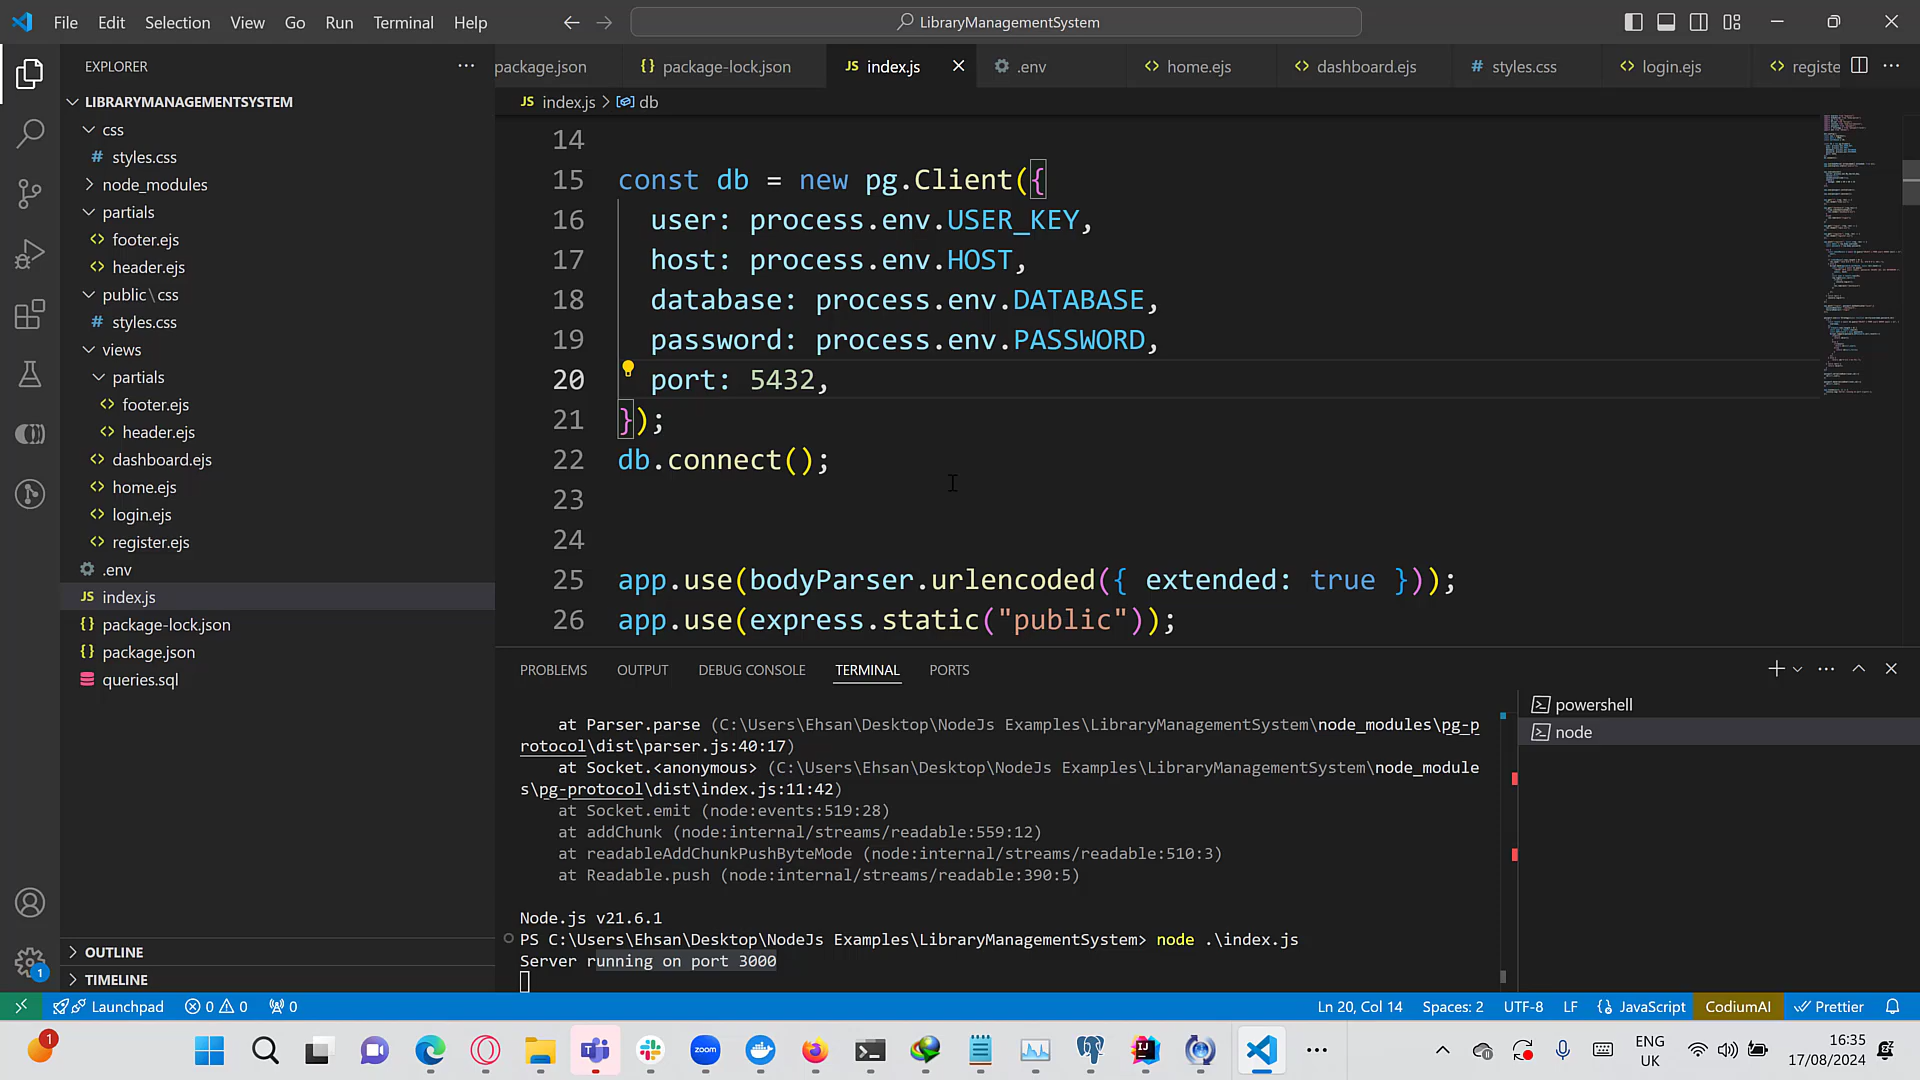 File Edit Selection View Go Run Terminal Help
LibraryManagementSystem
EXPLORER
LIBRARYMANAGEMENTSYSTEM
css
# styles.css
node_modules
partials
<> footer.ejs
<> header.ejs
public\css
# styles.css
views
partials
<> footer.ejs
<> header.ejs
<> dashboard.ejs
<> home.ejs
<> login.ejs
<> register.ejs
.env
JS index.js
{} package-lock.json
{} package.json
queries.sql
OUTLINE
TIMELINE
package.json {} package-lock.json JS index.js .env <> home.ejs <> dashboard.ejs # styles.css <> login.ejs <> registe
JS index.js > db
14
15 const db = new pg.Client({
16 user: process.env.USER_KEY,
17 host: process.env.HOST,
18 database: process.env.DATABASE,
19 password: process.env.PASSWORD,
20 port: 5432,
21 });
22 db.connect();
23
24
25 app.use(bodyParser.urlencoded({ extended: true }));
26 app.use(express.static("public"));
PROBLEMS OUTPUT DEBUG CONSOLE TERMINAL PORTS
at Parser.parse (C:\Users\Ehsan\Desktop\NodeJs Examples\LibraryManagementSystem\node_modules\pg-p
rotocol\dist\parser.js:40:17)
at Socket.<anonymous> (C:\Users\Ehsan\Desktop\NodeJs Examples\LibraryManagementSystem\node_module
s\pg-protocol\dist\index.js:11:42)
at Socket.emit (node:events:519:28)
at addChunk (node:internal/streams/readable:559:12)
at readableAddChunkPushByteMode (node:internal/streams/readable:510:3)
at Readable.push (node:internal/streams/readable:390:5)
Node.js v21.6.1
PS C:\Users\Ehsan\Desktop\NodeJs Examples\LibraryManagementSystem> node .\index.js
Server running on port 3000
powershell
node
1
Launchpad 0 0 0
Ln 20, Col 14 Spaces: 2 UTF-8 LF {} JavaScript CodiumAI Prettier
1
zoom
ENG
UK
16:35
17/08/2024